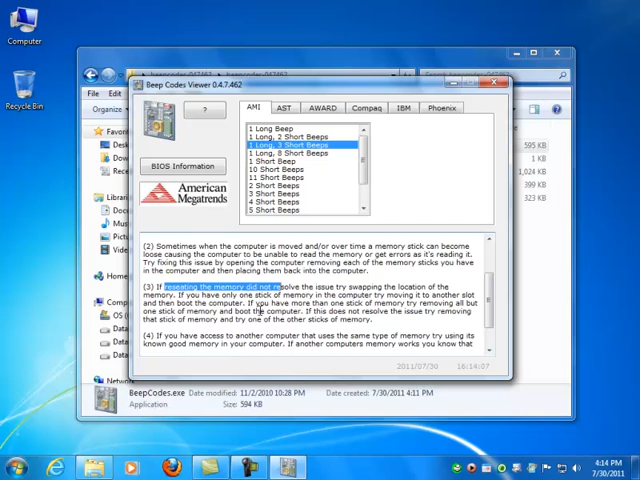 Computer
Recycle Bin
Beep Codes Viewer 0.4.7.462
File
Organize
?
BIOS Information
American
Megatrends
AMI
AST
AWARD
Compaq
IBM
Phoenix
1 Long Beep
1 Long, 2 Short Beeps
1 Long, 3 Short Beeps
1 Long, 8 Short Beeps
1 Short Beep
10 Short Beeps
11 Short Beeps
2 Short Beeps
3 Short Beeps
4 Short Beeps
5 Short Beeps
(2) Sometimes when the computer is moved and/or over time a memory stick can become
loose causing the computer to be unable to read the memory or get errors as it's reading it.
Try fixing this issue by opening the computer removing each of the memory sticks you have
in the computer and then placing them back into the computer.
(3) If reseating the memory did not resolve the issue try swapping the location of the
memory. If you have only one stick of memory in the computer try moving it to another slot
and then boot the computer. If you have more than one stick of memory try removing all but
one stick of memory and boot the computer. If this does not resolve the issue try removing
that stick of memory and try one of the other sticks of memory.
(4) If you have access to another computer that uses the same type of memory try using its
known good memory in your computer. If another computers memory works you know that
2011/07/30 16:14:07
595 KB
1 KB
1,024 KB
399 KB
323 KB
BeepCodes.exe Date modified: 11/2/2010 10:28 PM Date created: 7/30/2011 4:11 PM
Application Size: 594 KB
4:14 PM
7/30/2011